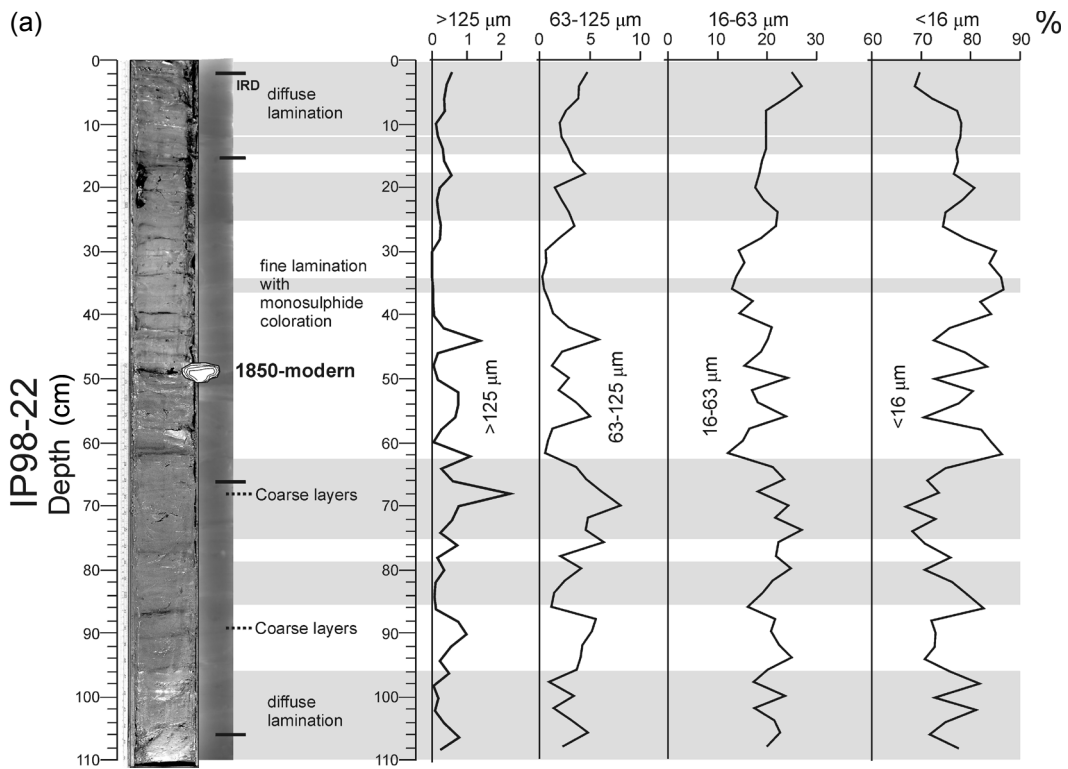 (a)
>125 µm
63-125 µm
16-63 µm
<16 µm
%
0 1 2
0 5 10
0 10 20 30
60 70 80 90
IP98-22
Depth (cm)
0
10
20
30
40
50
60
70
80
90
100
110
IRD
diffuse
lamination
fine lamination
with
monosulphide
coloration
1850-modern
Coarse layers
Coarse layers
diffuse
lamination
0
10
20
30
40
50
60
70
80
90
100
110
>125 µm
63-125 µm
16-63 µm
<16 µm